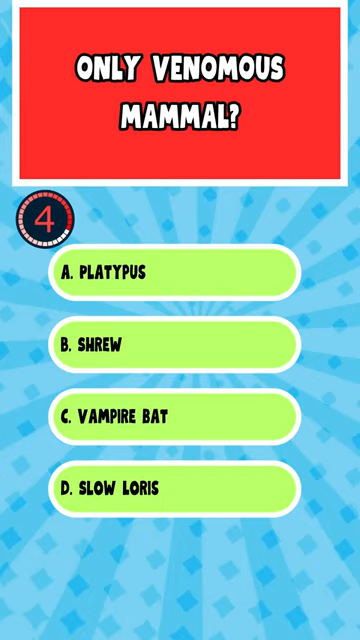 ONLY VENOMOUS
MAMMAL?
4
A. PLATYPUS
B. SHREW
C. VAMPIRE BAT
D. SLOW LORIS